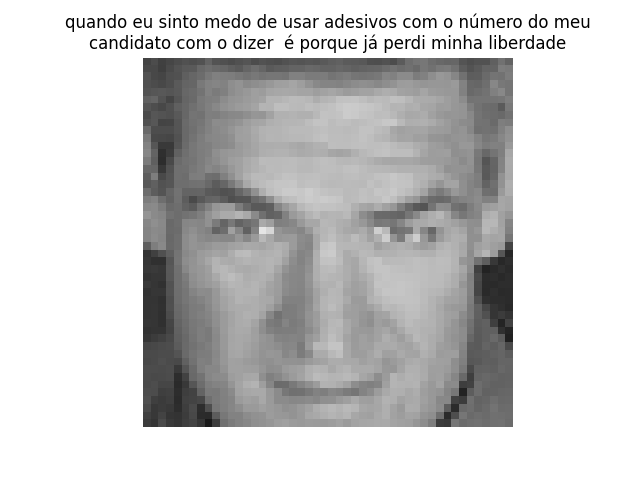 quando eu sinto medo de usar adesivos com o número do meu
candidato com o dizer  é porque já perdi minha liberdade